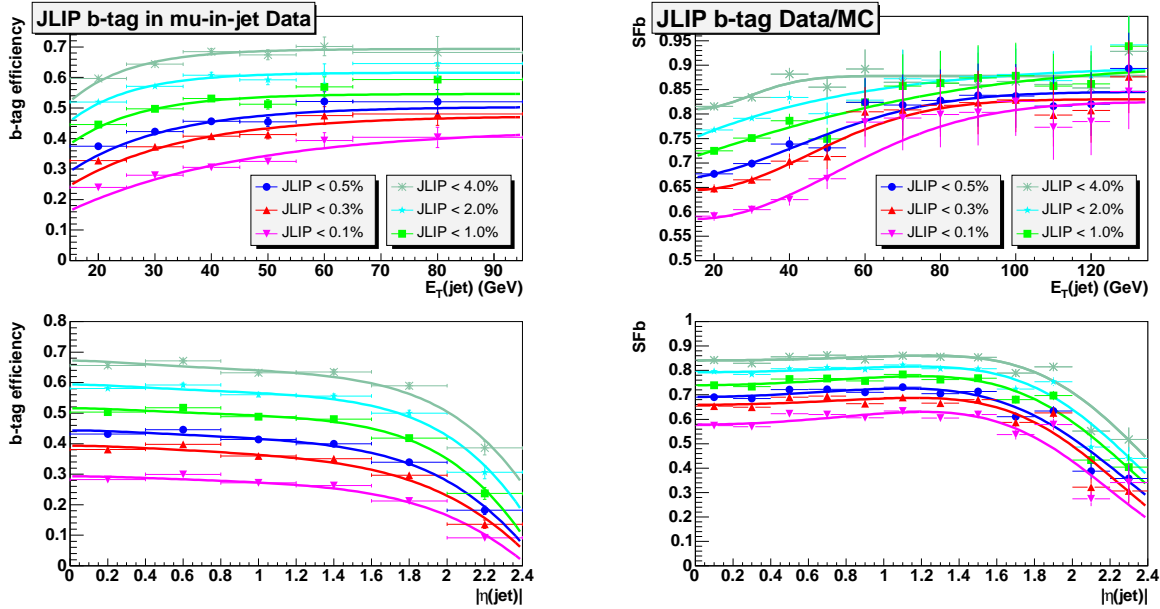 JLIP b-tag in mu-in-jet Data
b-tag efficiency
0.7
0.6
0.5
0.4
0.3
0.2
0.1
0
20 30 40 50 60 70 80 90
E_T(jet) (GeV)
JLIP < 0.5%
JLIP < 4.0%
JLIP < 0.3%
JLIP < 2.0%
JLIP < 0.1%
JLIP < 1.0%
JLIP b-tag Data/MC
SFb
0.95
0.9
0.85
0.8
0.75
0.7
0.65
0.6
0.55
0.5
20 40 60 80 100 120
E_T(jet) (GeV)
JLIP < 0.5%
JLIP < 4.0%
JLIP < 0.3%
JLIP < 2.0%
JLIP < 0.1%
JLIP < 1.0%
b-tag efficiency
0.8
0.7
0.6
0.5
0.4
0.3
0.2
0.1
0
0 0.2 0.4 0.6 0.8 1 1.2 1.4 1.6 1.8 2 2.2 2.4
|η(jet)|
SFb
1
0.9
0.8
0.7
0.6
0.5
0.4
0.3
0.2
0.1
0
0 0.2 0.4 0.6 0.8 1 1.2 1.4 1.6 1.8 2 2.2 2.4
|η(jet)|